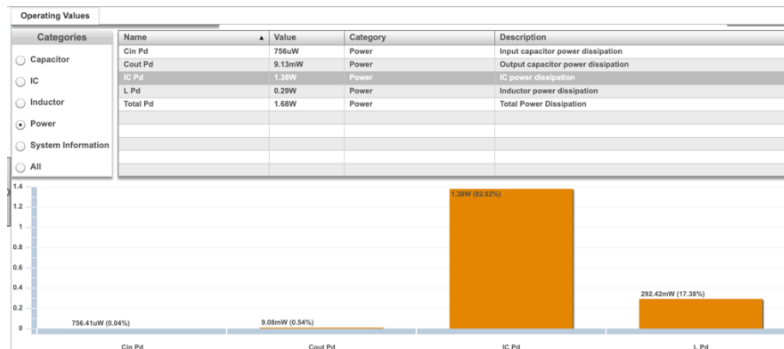 Operating Values
Categories
Capacitor
IC
Inductor
Power
System Information
All
Name Value Category Description
Cin Pd 756uW Power Input capacitor power dissipation
Cout Pd 9.13mW Power Output capacitor power dissipation
IC Pd 1.38W Power IC power dissipation
L Pd 0.29W Power Inductor power dissipation
Total Pd 1.68W Power Total Power Dissipation
1.4
1.2
1
0.8
0.6
0.4
0.2
0
756.41uW (0.04%)
9.08mW (0.54%)
1.38W (82.02%)
292.42mW (17.38%)
Cin Pd Cout Pd IC Pd L Pd